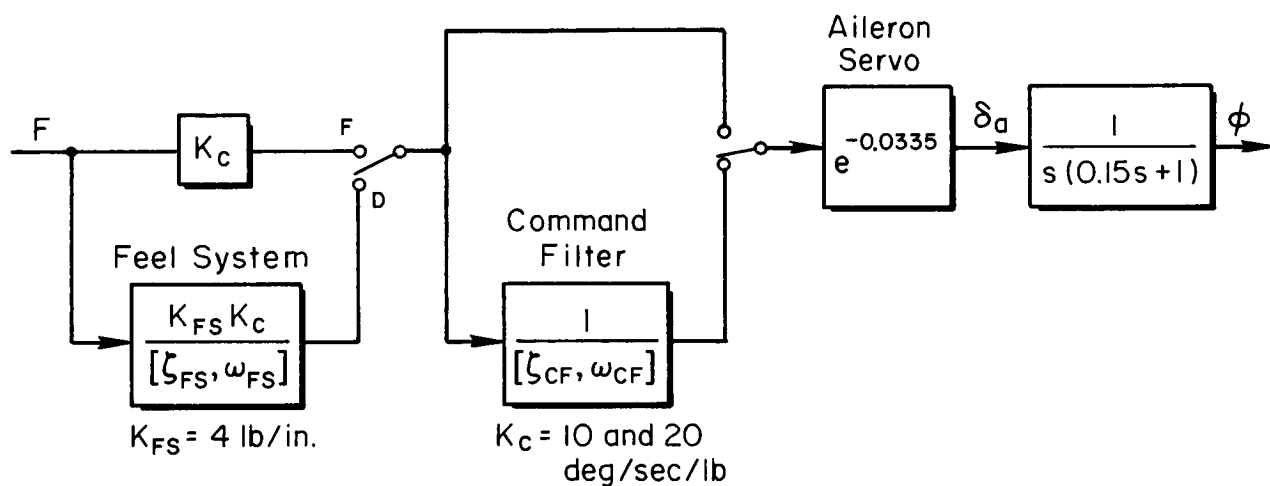 Aileron
Servo
F
K_C
F
D
e^-0.0335
δ_a
1
s(0.15s+1)
ϕ
Feel System
K_FS K_C
[ζ_FS, ω_FS]
K_FS = 4 lb/in.
Command
Filter
1
[ζ_CF, ω_CF]
K_C = 10 and 20
deg/sec/lb